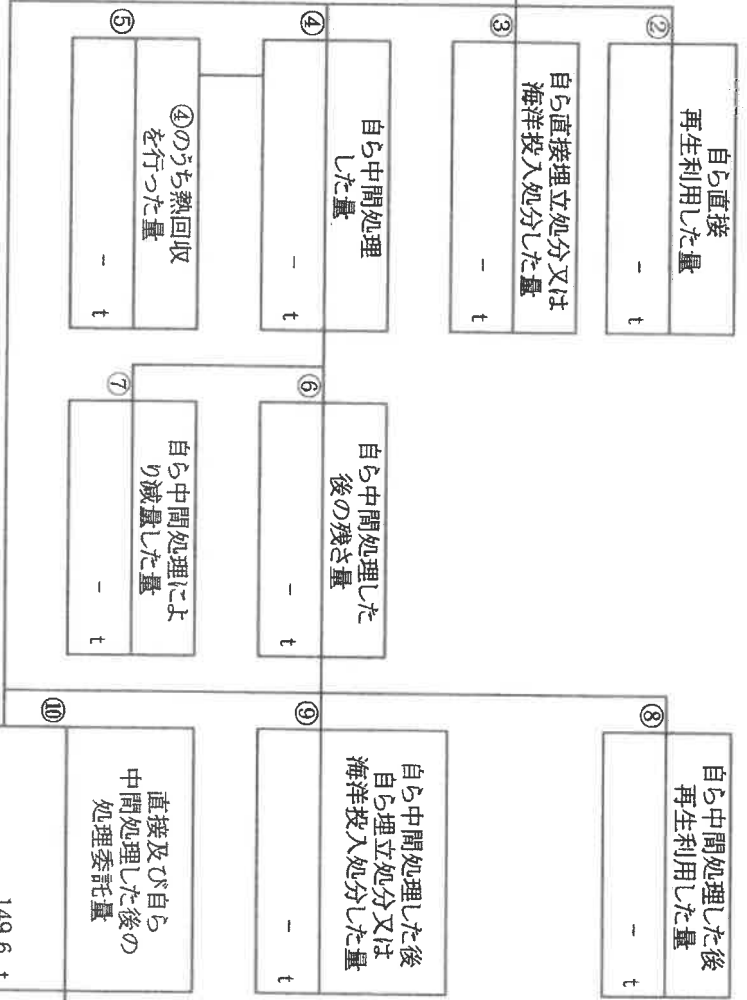 ②
自ら直接
再生利用した量
− t
③
自ら直接埋立処分又は
海洋投入処分した量
− t
④
自ら中間処理
した量
− t
⑤
④のうち熱回収
を行った量
− t
⑥
自ら中間処理した
後の残さ量
− t
⑦
自ら中間処理によ
り減量した量
− t
⑧
自ら中間処理した後
再生利用した量
− t
⑨
自ら中間処理した後
自ら埋立処分又は
海洋投入処分した量
− t
⑩
直接及び自ら
中間処理した後の
処理委託量
149.6 t